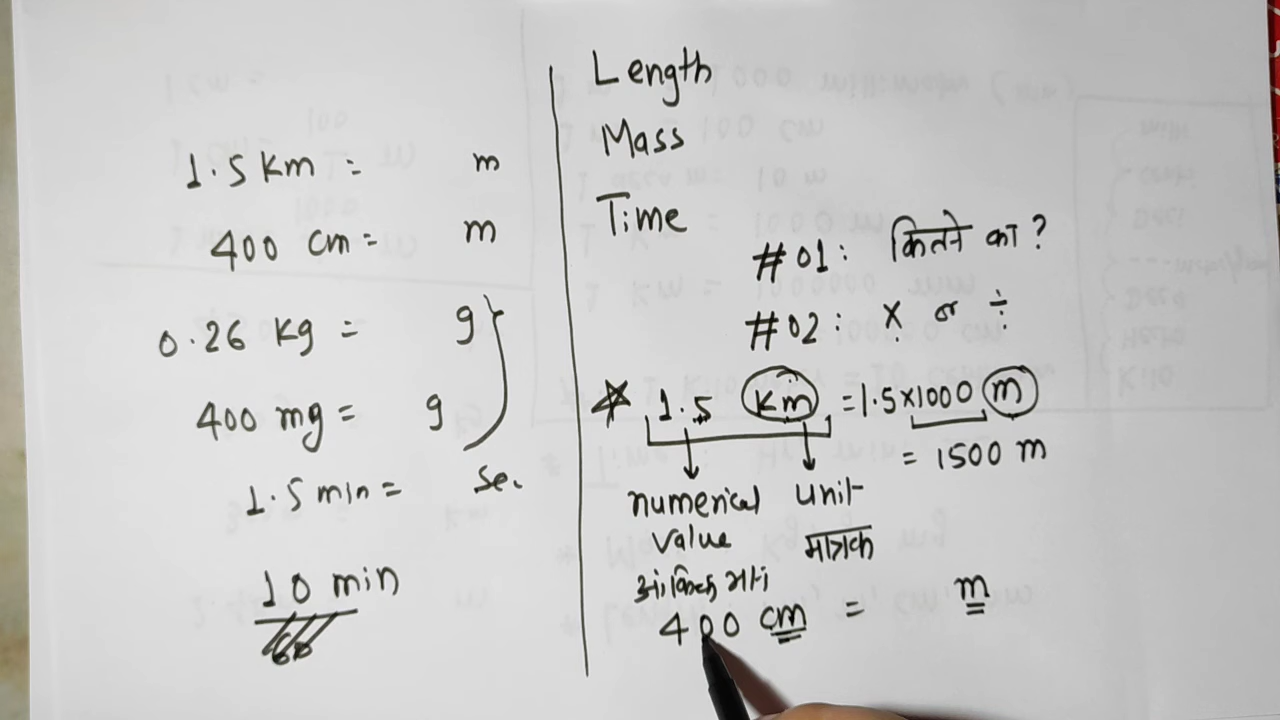 1.5 km = m
400 cm = m
0.26 kg = g
400 mg = g
1.5 min = Se.
10 min
Length
Mass
Time
#01: कितने का ?
#02: × or ÷
1.5 km = 1.5×1000 m
= 1500 m
numerical unit
value मात्रक
400 cm = m